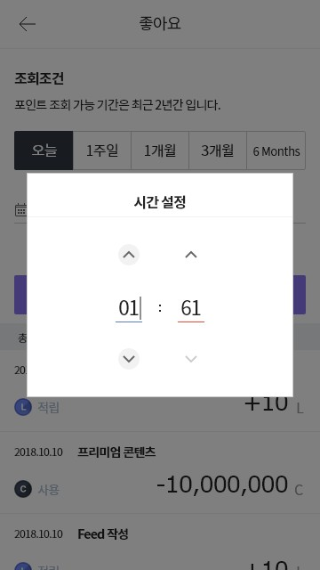 좋아요
조회조건
포인트 조회 가능 기간은 최근 2년간 입니다.
오늘 1주일 1개월 3개월 6 Months
시간 설정
01 : 61
총
20
L 적립 +10 L
2018.10.10 프리미엄 콘텐츠
C 사용 -10,000,000 C
2018.10.10 Feed 작성
L 적립 +10 L